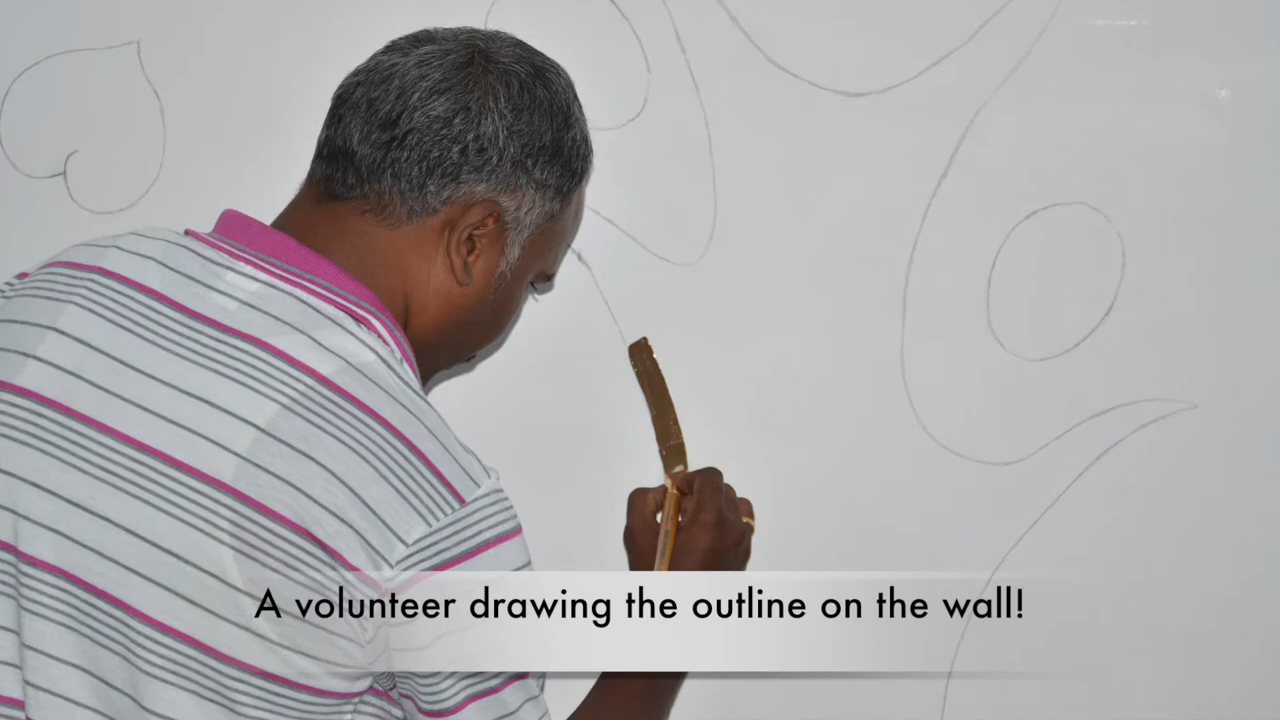 A volunteer drawing the outline on the wall!